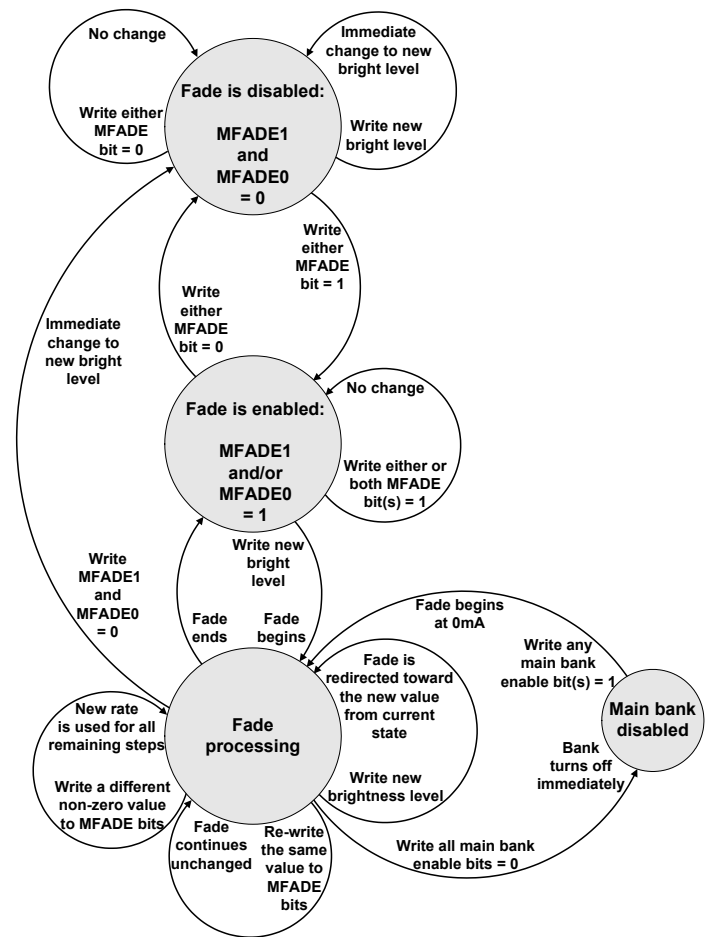 No change
Write either
MFADE
bit = 0
Fade is disabled:
MFADE1
and
MFADE0
= 0
Immediate
change to new
bright level
Write new
bright level
Write
either
MFADE
bit = 1
Write
either
MFADE
bit = 0
Immediate
change to
new bright
level
Fade is enabled:
MFADE1
and/or
MFADE0
= 1
No change
Write either or
both MFADE
bit(s) = 1
Write new
bright
level
Write
MFADE1
and
MFADE0
= 0
Fade
ends
Fade
begins
Fade begins
at 0mA
Write any
main bank
enable bit(s) = 1
Fade is
redirected toward
the new value
from current
state
Write new
brightness level
Main bank
disabled
Fade
processing
New rate
is used for all
remaining steps
Write a different
non-zero value
to MFADE bits
Bank
turns off
immediately
Fade
continues
unchanged
Re-write
the same
value to
MFADE
bits
Write all main bank
enable bits = 0